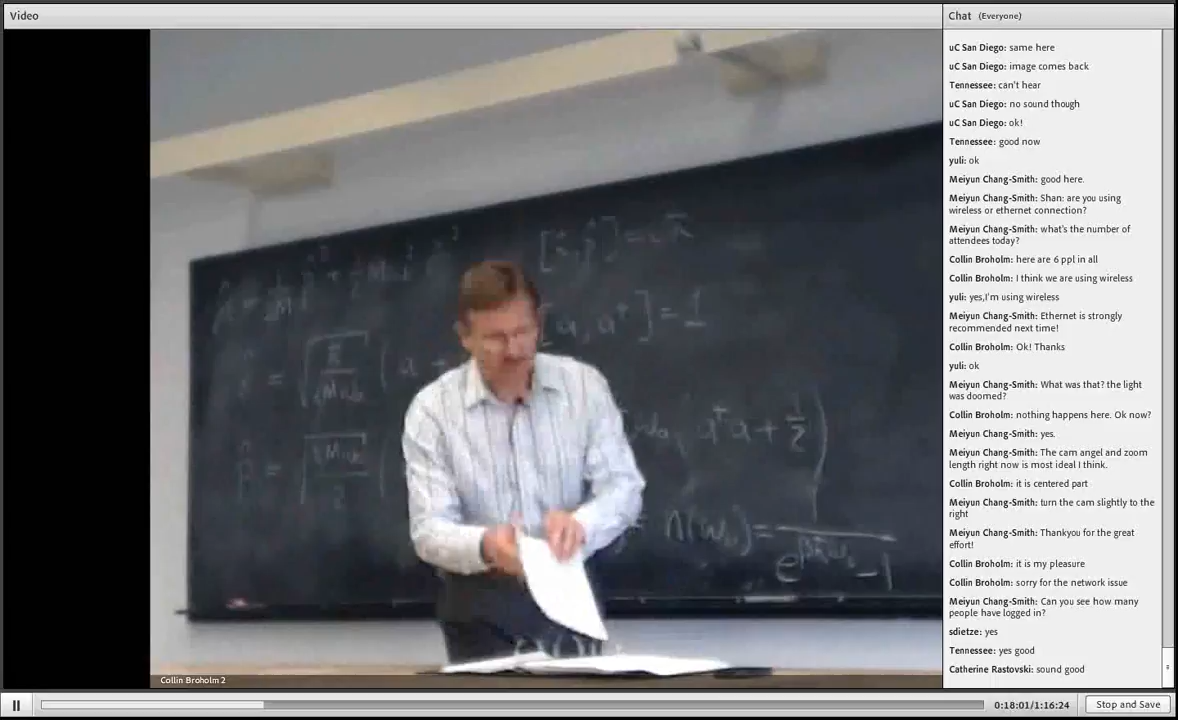 Video
Chat (Everyone)
uC San Diego: same here
uC San Diego: image comes back
Tennessee: can't hear
uC San Diego: no sound though
uC San Diego: ok!
Tennessee: good now
yuli: ok
Meiyun Chang-Smith: good here.
Meiyun Chang-Smith: Shan: are you using
wireless or ethernet connection?
Meiyun Chang-Smith: what's the number of
attendees today?
Collin Broholm: here are 6 ppl in all
Collin Broholm: I think we are using wireless
yuli: yes,I'm using wireless
Meiyun Chang-Smith: Ethernet is strongly
recommended next time!
Collin Broholm: Ok! Thanks
yuli: ok
Meiyun Chang-Smith: What was that? the light
was doomed?
Collin Broholm: nothing happens here. Ok now?
Meiyun Chang-Smith: yes.
Meiyun Chang-Smith: The cam angel and zoom
length right now is most ideal I think.
Collin Broholm: it is centered part
Meiyun Chang-Smith: turn the cam slightly to the
right
Meiyun Chang-Smith: Thankyou for the great
effort!
Collin Broholm: it is my pleasure
Collin Broholm: sorry for the network issue
Meiyun Chang-Smith: Can you see how many
people have logged in?
sdietze: yes
Tennessee: yes good
Catherine Rastovski: sound good
[a, a⁺] = 1
a⁺a + 1/2
n(ω₀) = 1/(e^{βħω₀} - 1)
Collin Broholm 2
0:18:01/1:16:24
Stop and Save